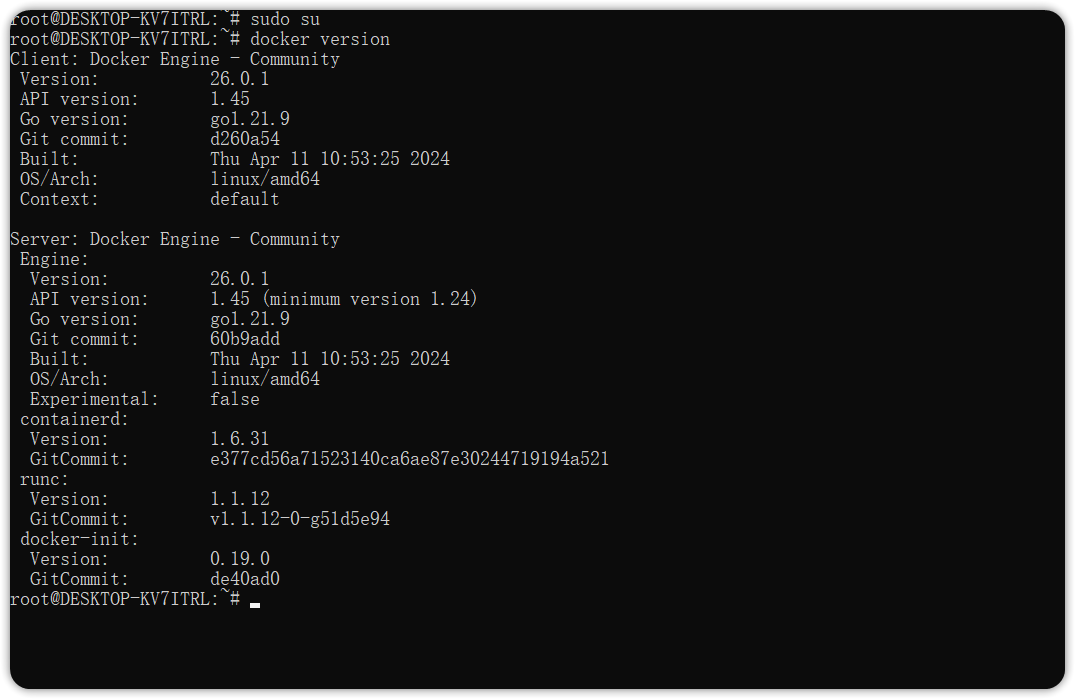 root@DESKTOP-KV7ITRL:~# sudo su
root@DESKTOP-KV7ITRL:~# docker version
Client: Docker Engine - Community
 Version:           26.0.1
 API version:       1.45
 Go version:        go1.21.9
 Git commit:        d260a54
 Built:             Thu Apr 11 10:53:25 2024
 OS/Arch:           linux/amd64
 Context:           default

Server: Docker Engine - Community
 Engine:
  Version:          26.0.1
  API version:      1.45 (minimum version 1.24)
  Go version:       go1.21.9
  Git commit:       60b9add
  Built:            Thu Apr 11 10:53:25 2024
  OS/Arch:          linux/amd64
  Experimental:     false
 containerd:
  Version:          1.6.31
  GitCommit:        e377cd56a71523140ca6ae87e30244719194a521
 runc:
  Version:          1.1.12
  GitCommit:        v1.1.12-0-g51d5e94
 docker-init:
  Version:          0.19.0
  GitCommit:        de40ad0
root@DESKTOP-KV7ITRL:~#